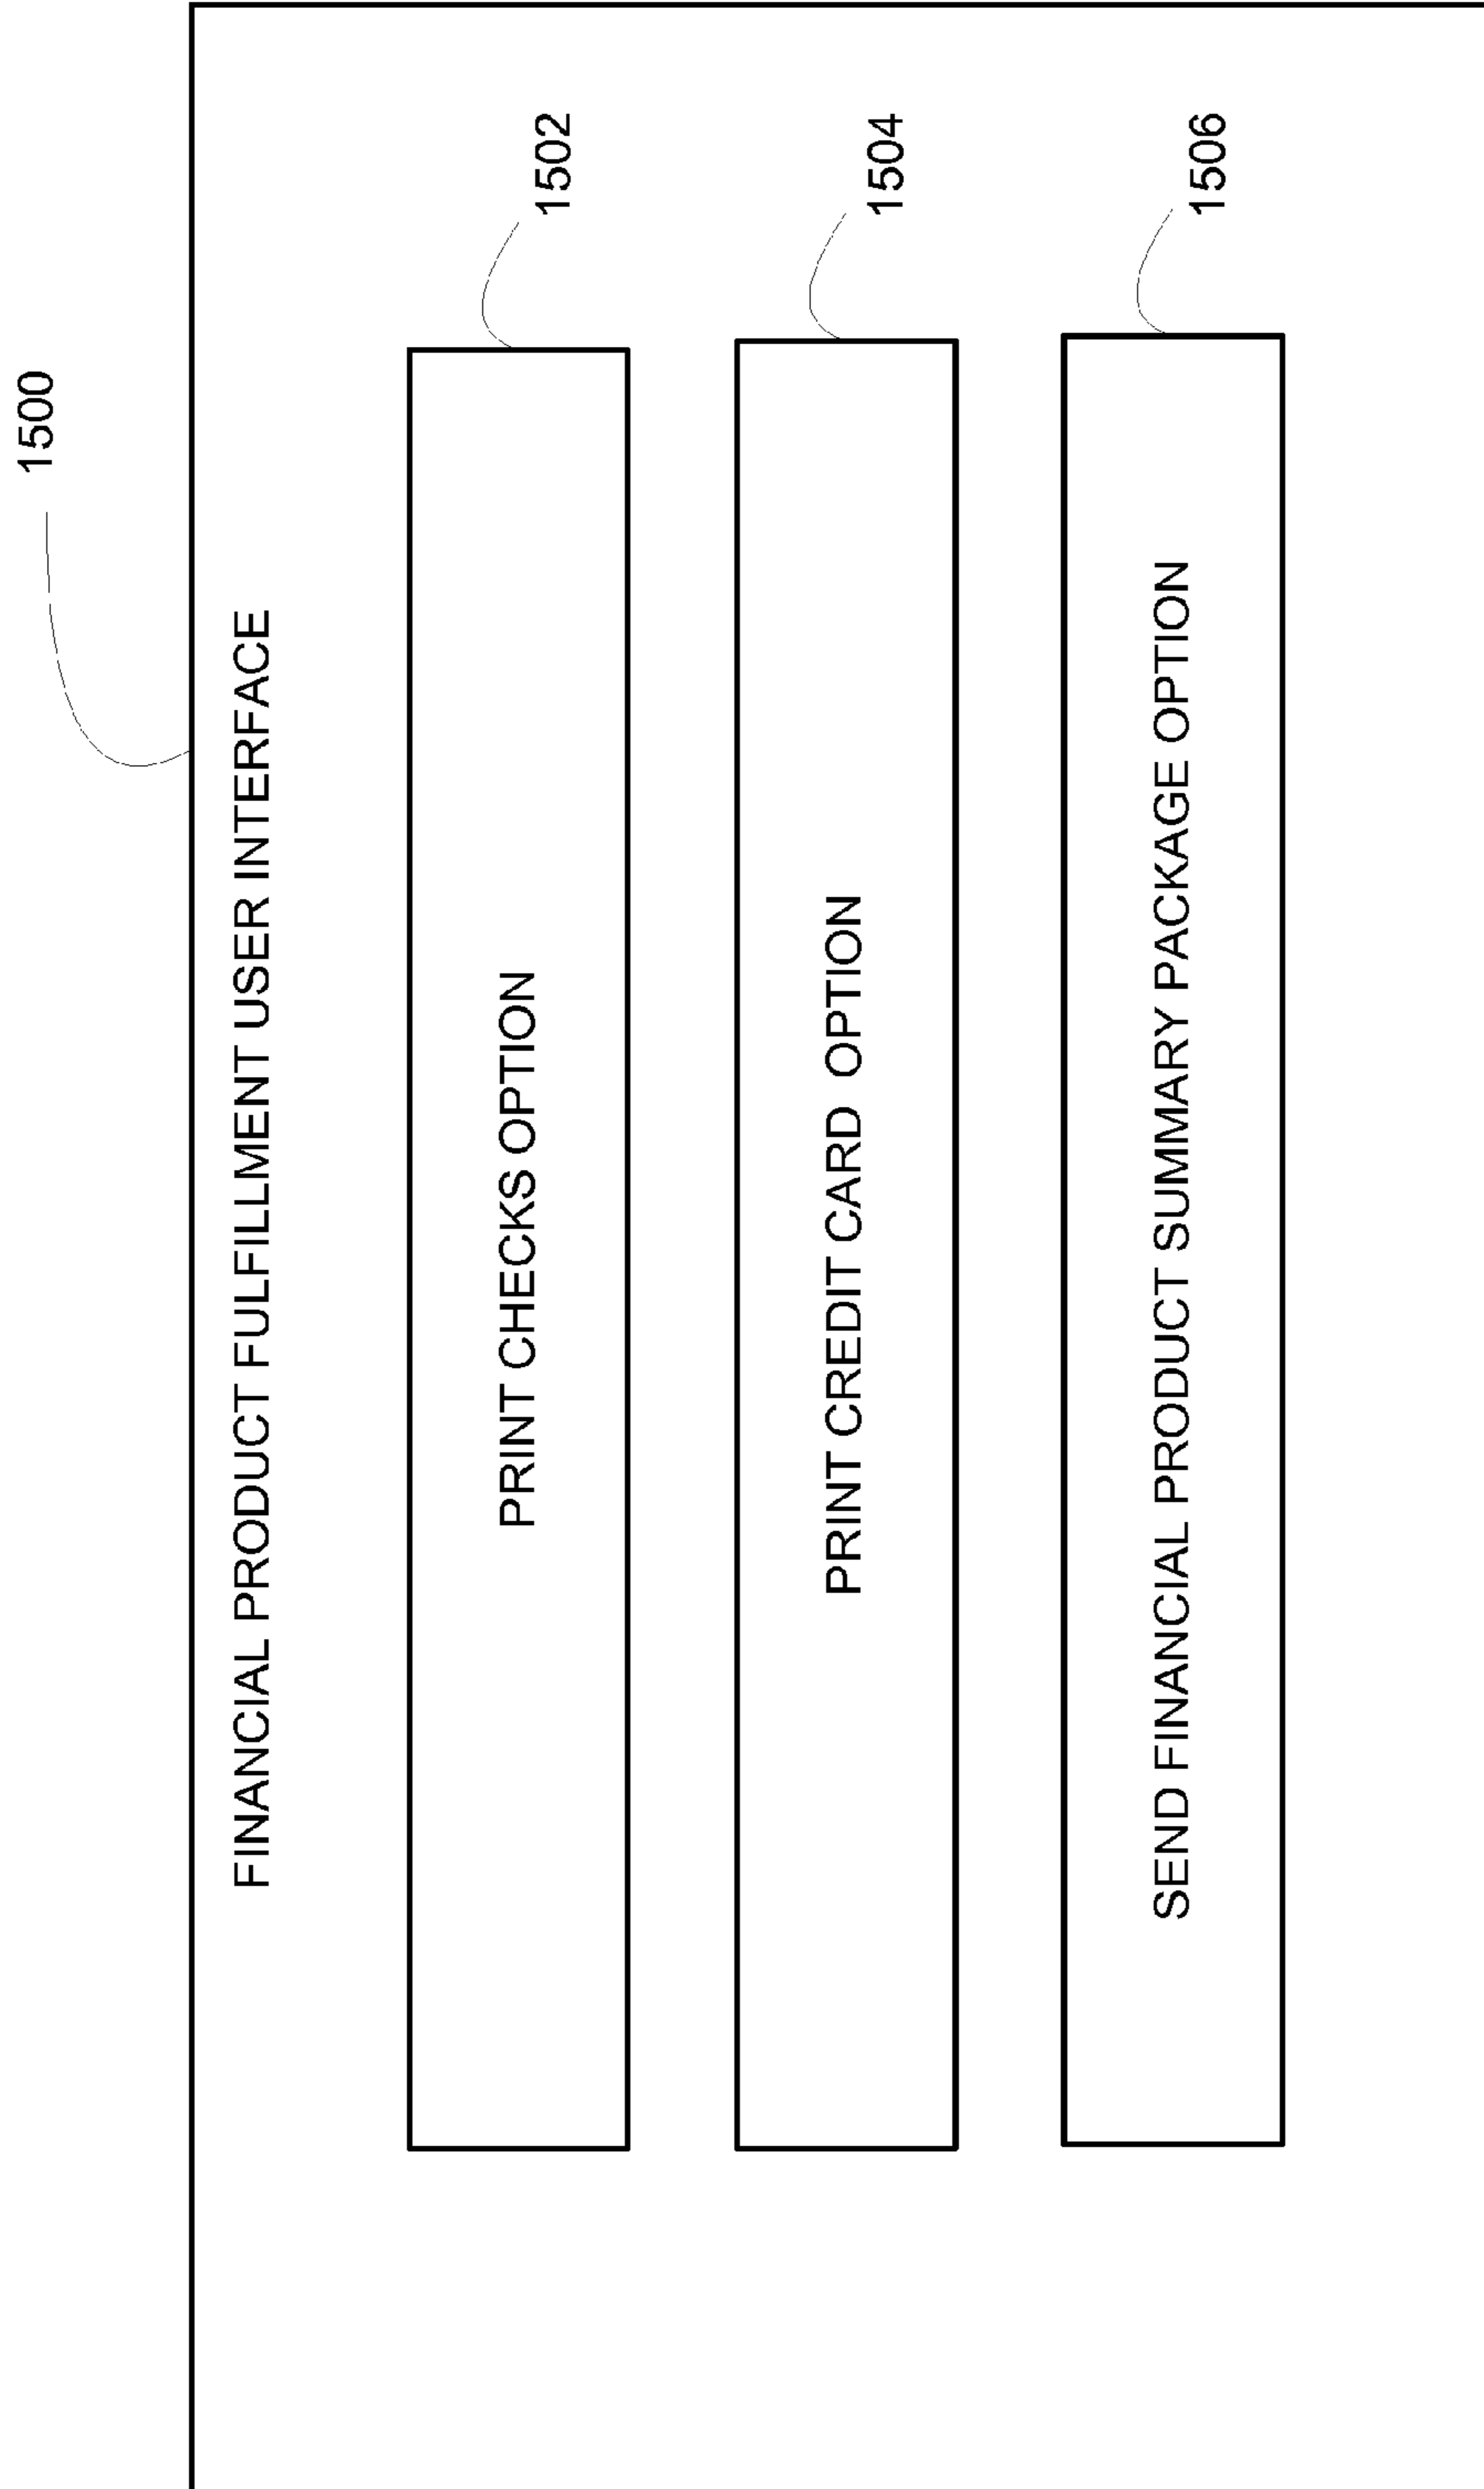 1500
FINANCIAL PRODUCT FULFILLMENT USER INTERFACE
1502
PRINT CHECKS OPTION
1504
PRINT CREDIT CARD OPTION
1506
SEND FINANCIAL PRODUCT SUMMARY PACKAGE OPTION